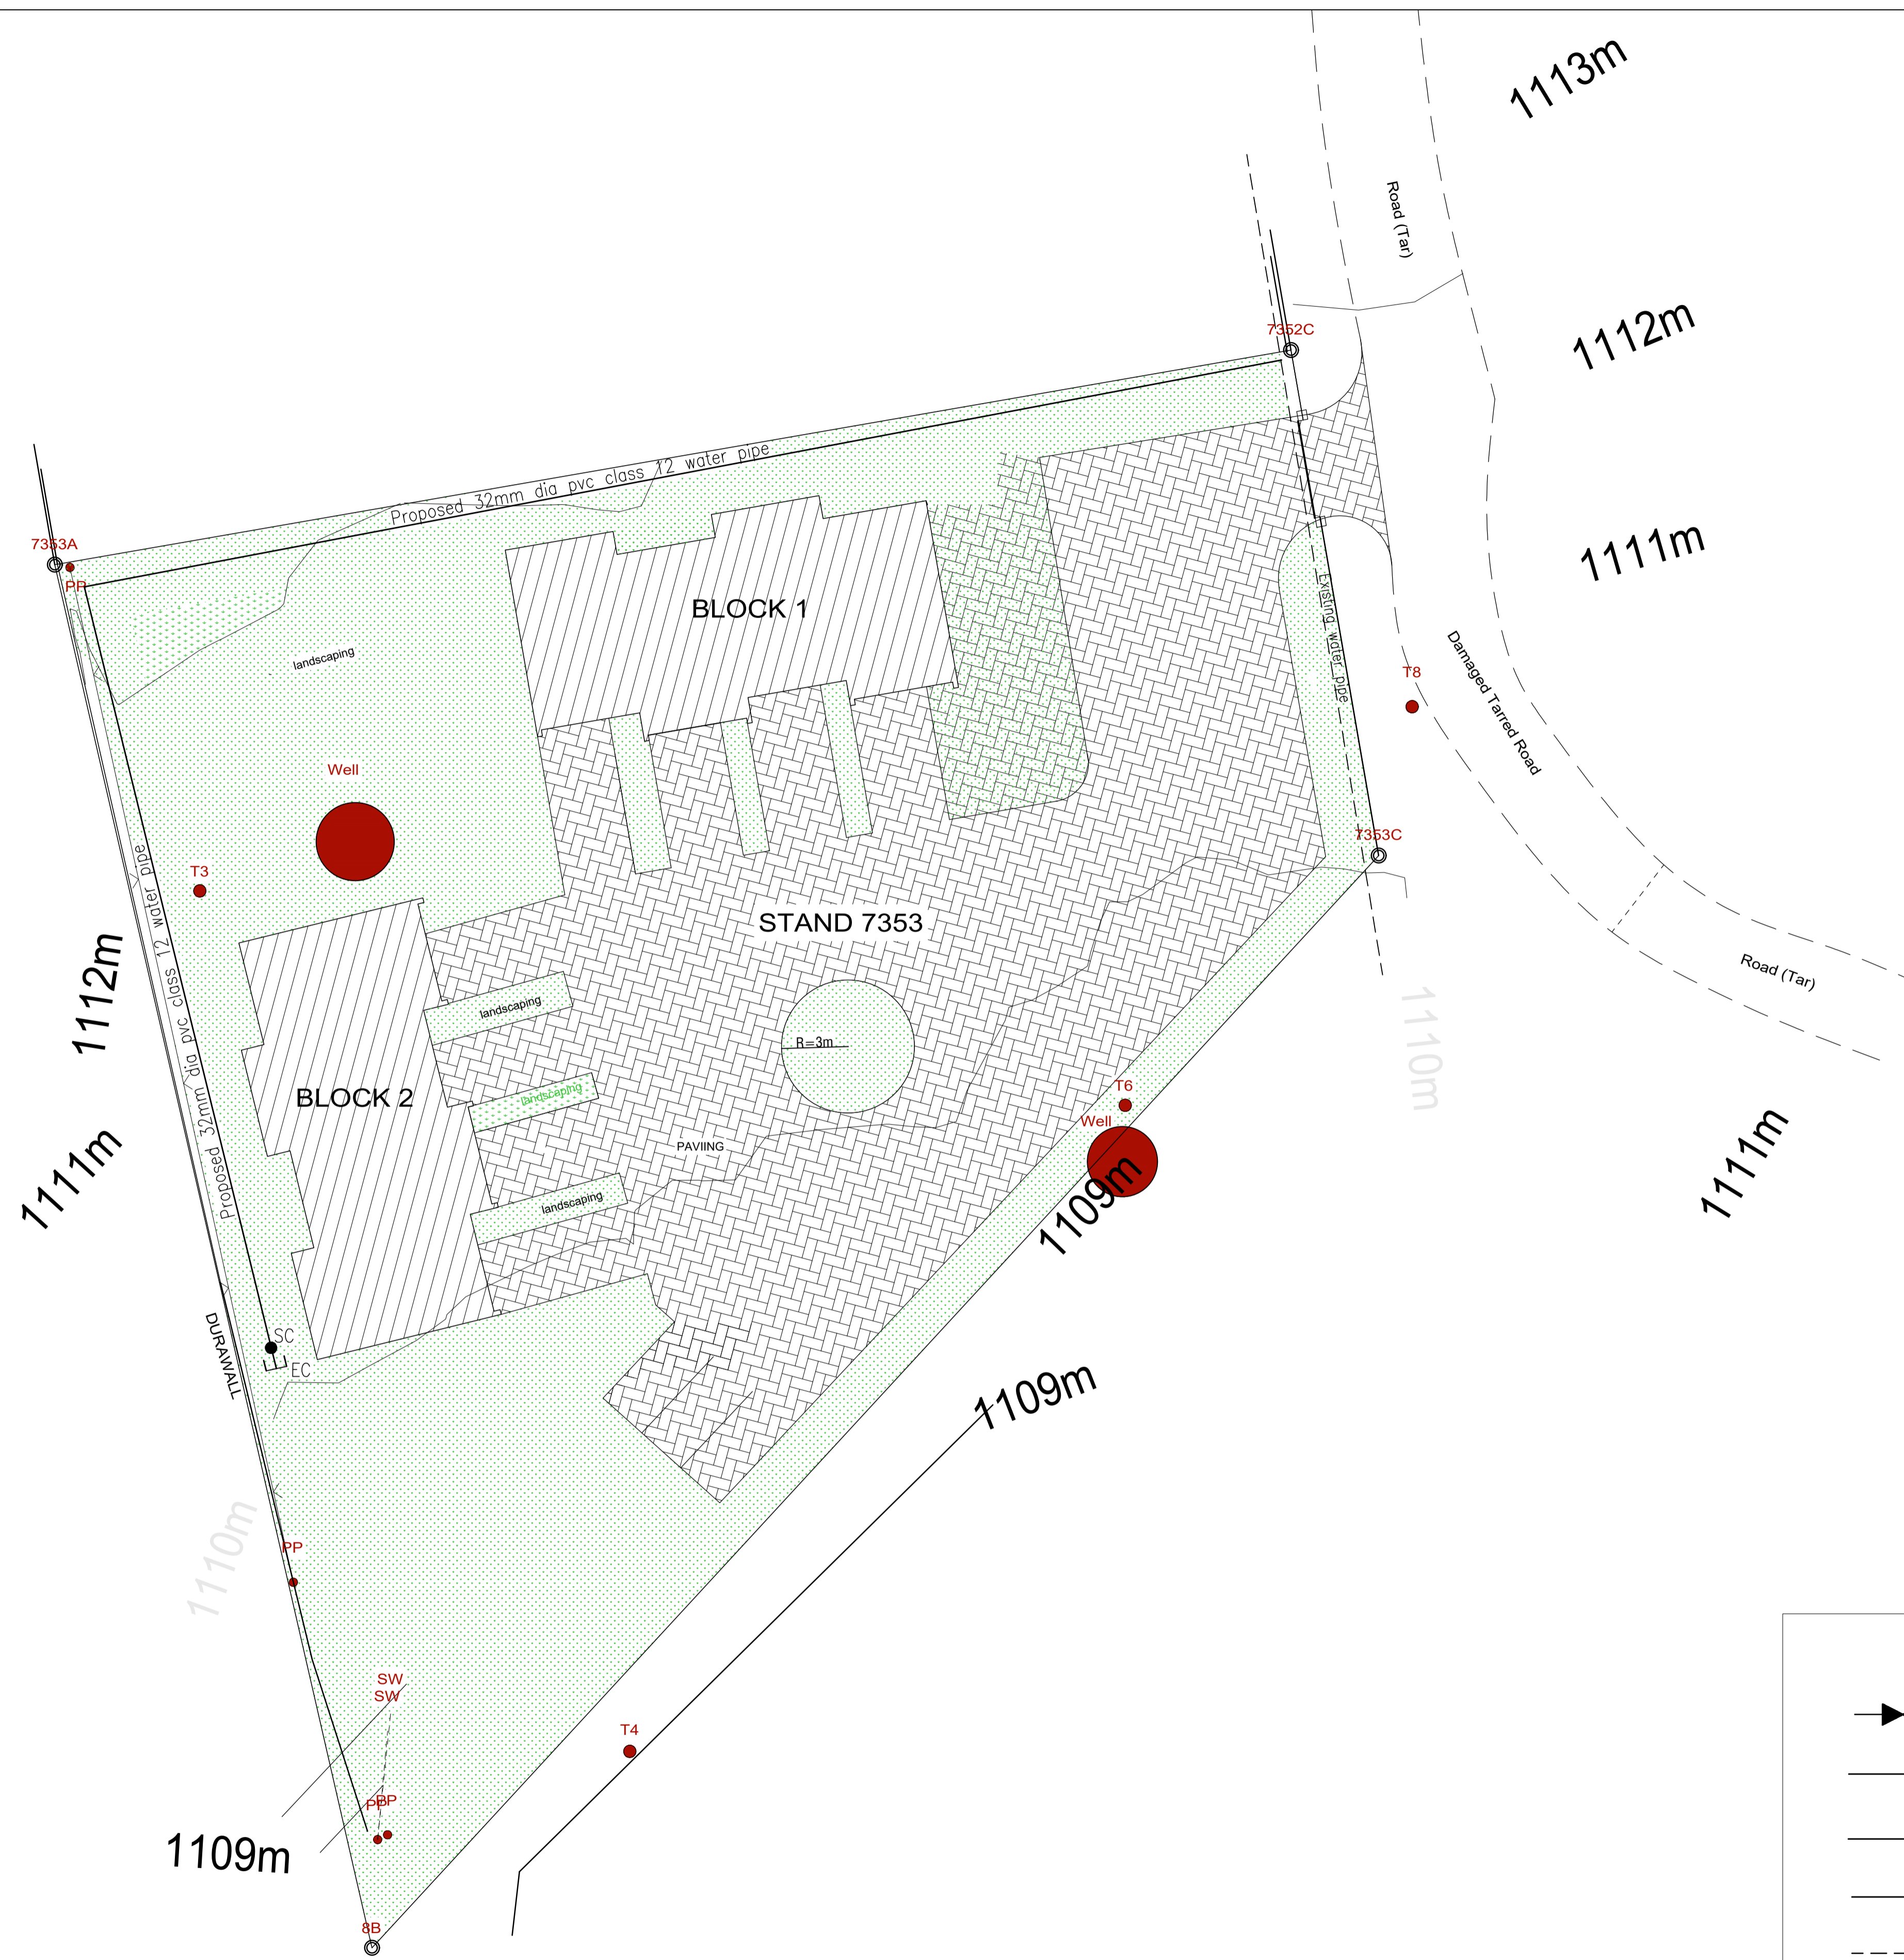 1113m
Road (Tar)
1112m
7352C
1111m
Proposed 32mm dia pvc class 12 water pipe
7353A
PP
BLOCK 1
landscaping
Existing water pipe
Damaged Tarred Road
T8
Well
7353C
T3
Proposed 32mm dia pvc class 12 water pipe
STAND 7353
1112m
Road (Tar)
landscaping
R=3m
1110m
BLOCK 2
landscaping
T6
Well
PAVIING
1111m
1111m
landscaping
1109m
SC
EC
DURAWALL
1109m
1110m
PP
SW
SW
T4
PP
BP
1109m
8B